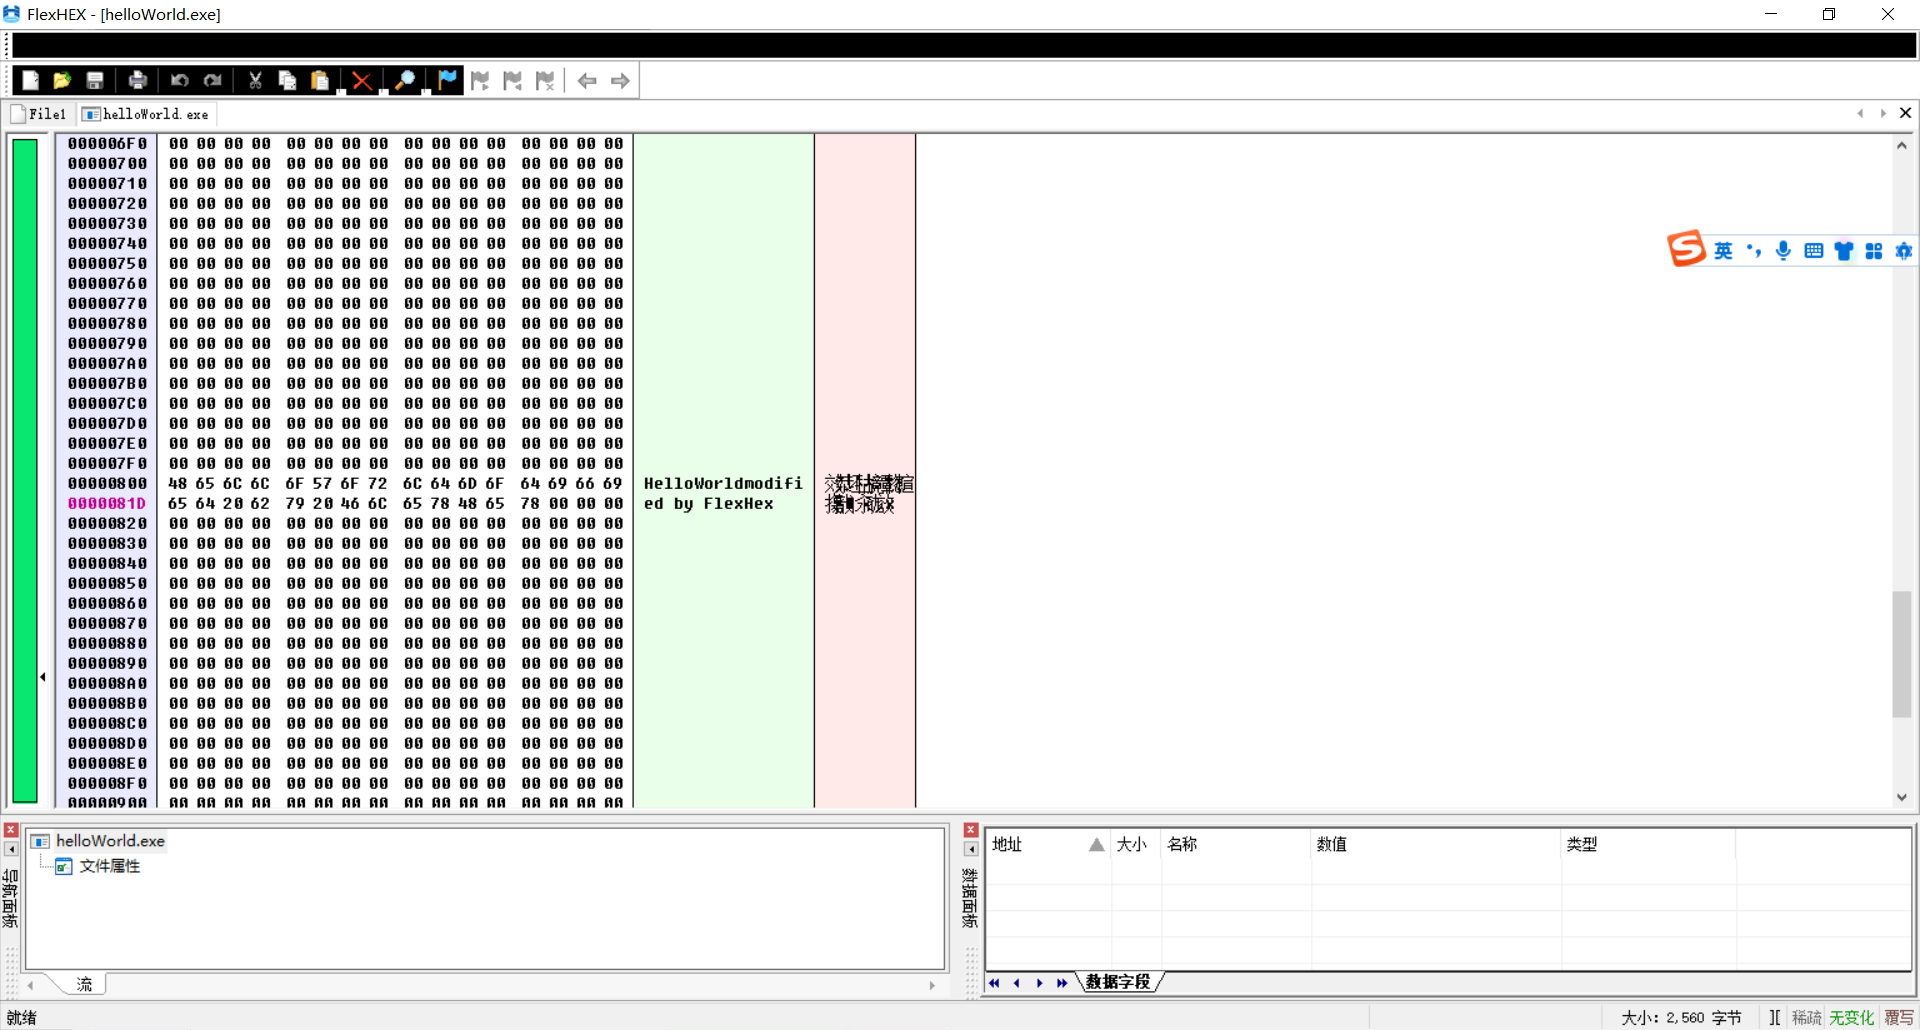 FlexHEX - [helloWorld.exe]
File1
helloWorld.exe
000006F0 00 00 00 00 00 00 00 00 00 00 00 00 00 00 00 00
00000700 00 00 00 00 00 00 00 00 00 00 00 00 00 00 00 00
00000710 00 00 00 00 00 00 00 00 00 00 00 00 00 00 00 00
00000720 00 00 00 00 00 00 00 00 00 00 00 00 00 00 00 00
00000730 00 00 00 00 00 00 00 00 00 00 00 00 00 00 00 00
00000740 00 00 00 00 00 00 00 00 00 00 00 00 00 00 00 00
00000750 00 00 00 00 00 00 00 00 00 00 00 00 00 00 00 00
英
00000760 00 00 00 00 00 00 00 00 00 00 00 00 00 00 00 00
00000770 00 00 00 00 00 00 00 00 00 00 00 00 00 00 00 00
00000780 00 00 00 00 00 00 00 00 00 00 00 00 00 00 00 00
00000790 00 00 00 00 00 00 00 00 00 00 00 00 00 00 00 00
000007A0 00 00 00 00 00 00 00 00 00 00 00 00 00 00 00 00
000007B0 00 00 00 00 00 00 00 00 00 00 00 00 00 00 00 00
000007C0 00 00 00 00 00 00 00 00 00 00 00 00 00 00 00 00
000007D0 00 00 00 00 00 00 00 00 00 00 00 00 00 00 00 00
000007E0 00 00 00 00 00 00 00 00 00 00 00 00 00 00 00 00
000007F0 00 00 00 00 00 00 00 00 00 00 00 00 00 00 00 00
00000800 48 65 6C 6C 6F 57 6F 72 6C 64 6D 6F 64 69 66 69 HelloWorldmodifi
0000081D 65 64 20 62 79 20 46 6C 65 78 48 65 78 00 00 00 ed by FlexHex
00000820 00 00 00 00 00 00 00 00 00 00 00 00 00 00 00 00
00000830 00 00 00 00 00 00 00 00 00 00 00 00 00 00 00 00
00000840 00 00 00 00 00 00 00 00 00 00 00 00 00 00 00 00
00000850 00 00 00 00 00 00 00 00 00 00 00 00 00 00 00 00
00000860 00 00 00 00 00 00 00 00 00 00 00 00 00 00 00 00
00000870 00 00 00 00 00 00 00 00 00 00 00 00 00 00 00 00
00000880 00 00 00 00 00 00 00 00 00 00 00 00 00 00 00 00
00000890 00 00 00 00 00 00 00 00 00 00 00 00 00 00 00 00
000008A0 00 00 00 00 00 00 00 00 00 00 00 00 00 00 00 00
000008B0 00 00 00 00 00 00 00 00 00 00 00 00 00 00 00 00
000008C0 00 00 00 00 00 00 00 00 00 00 00 00 00 00 00 00
000008D0 00 00 00 00 00 00 00 00 00 00 00 00 00 00 00 00
000008E0 00 00 00 00 00 00 00 00 00 00 00 00 00 00 00 00
000008F0 00 00 00 00 00 00 00 00 00 00 00 00 00 00 00 00
00000900 00 00 00 00 00 00 00 00 00 00 00 00 00 00 00 00
导航面板
helloWorld.exe
文件属性
流
数据面板
地址 大小 名称 数值 类型
数据字段
就绪
大小: 2,560 字节 ][ 稀疏 无变化 覆写